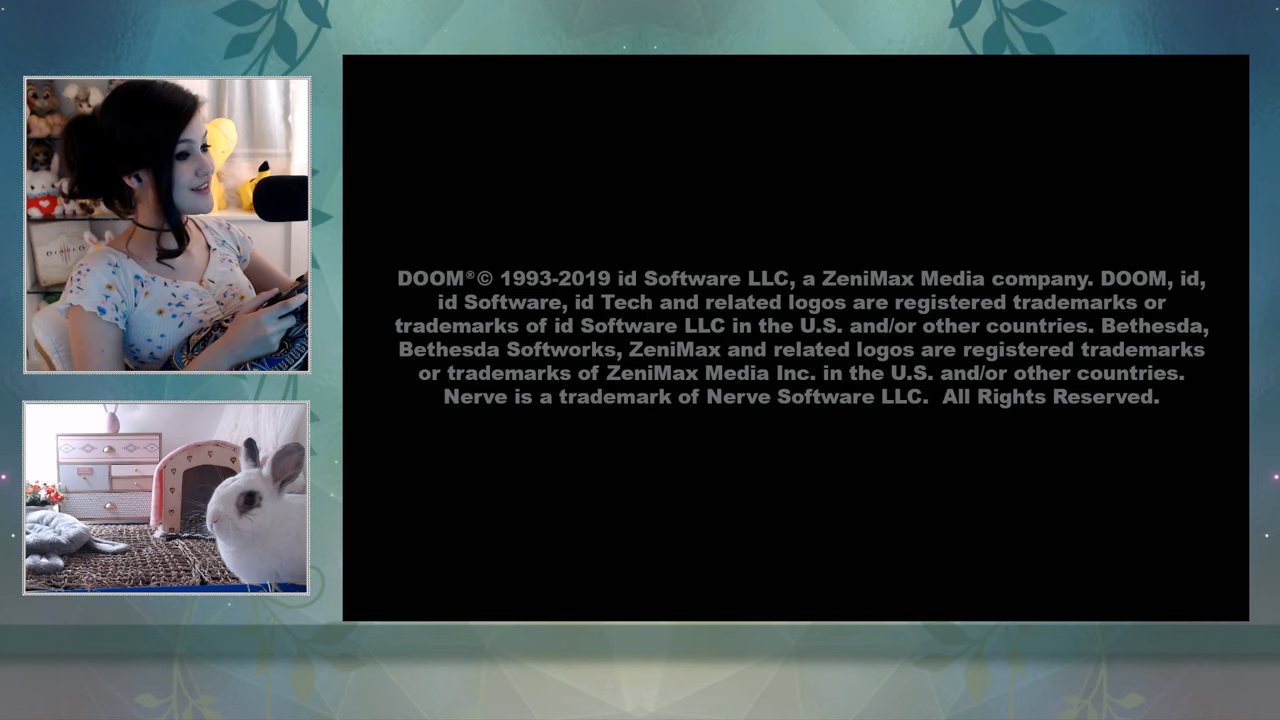 DOOM®© 1993-2019 id Software LLC, a ZeniMax Media company. DOOM, id,
id Software, id Tech and related logos are registered trademarks or
trademarks of id Software LLC in the U.S. and/or other countries. Bethesda,
Bethesda Softworks, ZeniMax and related logos are registered trademarks
or trademarks of ZeniMax Media Inc. in the U.S. and/or other countries.
Nerve is a trademark of Nerve Software LLC.  All Rights Reserved.
DIABLO